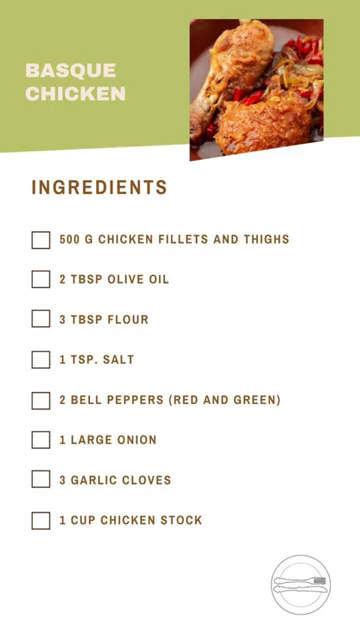 BASQUE
CHICKEN
INGREDIENTS
500 G CHICKEN FILLETS AND THIGHS
2 TBSP OLIVE OIL
3 TBSP FLOUR
1 TSP. SALT
2 BELL PEPPERS (RED AND GREEN)
1 LARGE ONION
3 GARLIC CLOVES
1 CUP CHICKEN STOCK